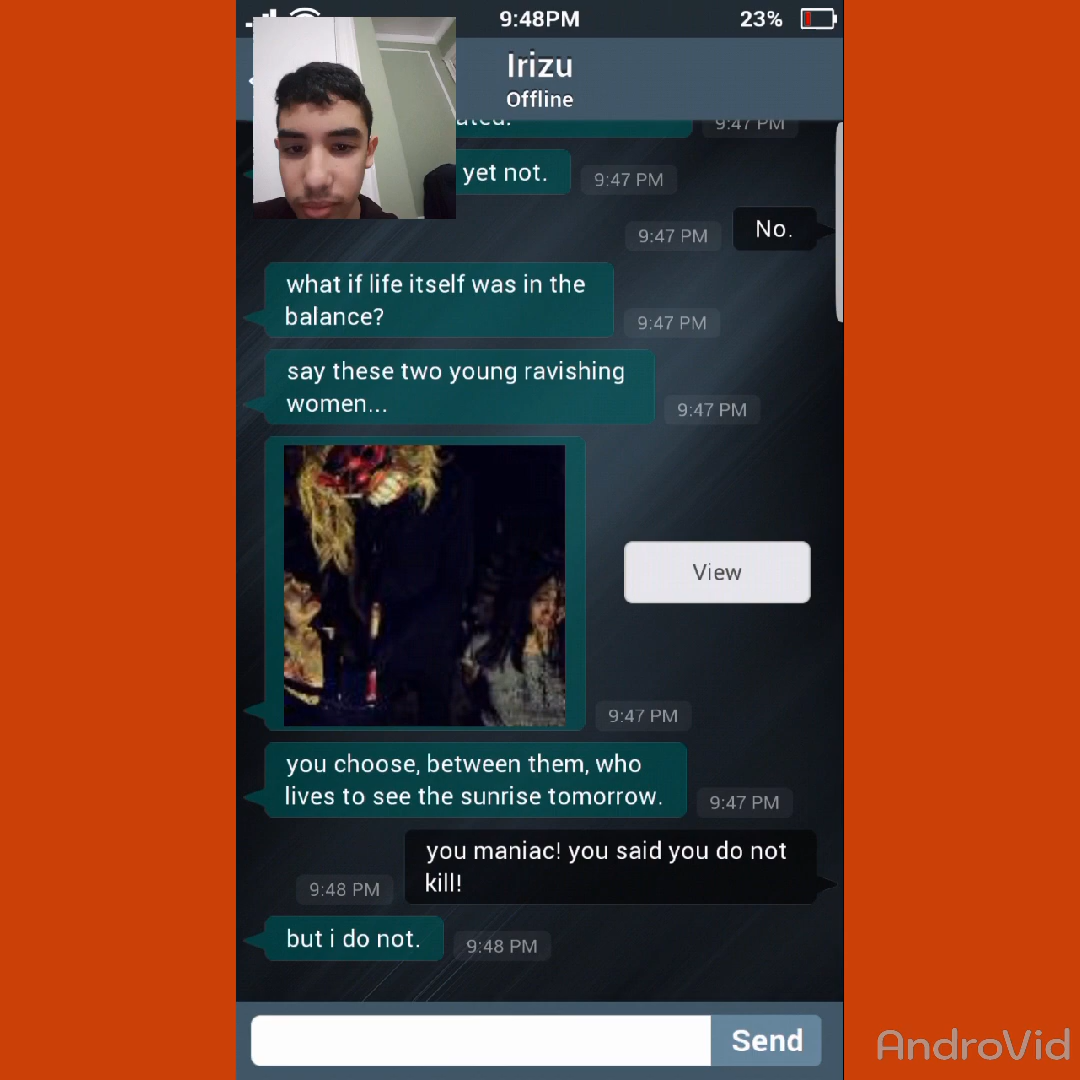 9:48PM
23%
Irizu
Offline
9:47 PM
yet not.
9:47 PM
No.
9:47 PM
what if life itself was in the
balance?
9:47 PM
say these two young ravishing
women...
9:47 PM
View
9:47 PM
you choose, between them, who
lives to see the sunrise tomorrow.
9:47 PM
you maniac! you said you do not
kill!
9:48 PM
but i do not.
9:48 PM
Send
AndroVid